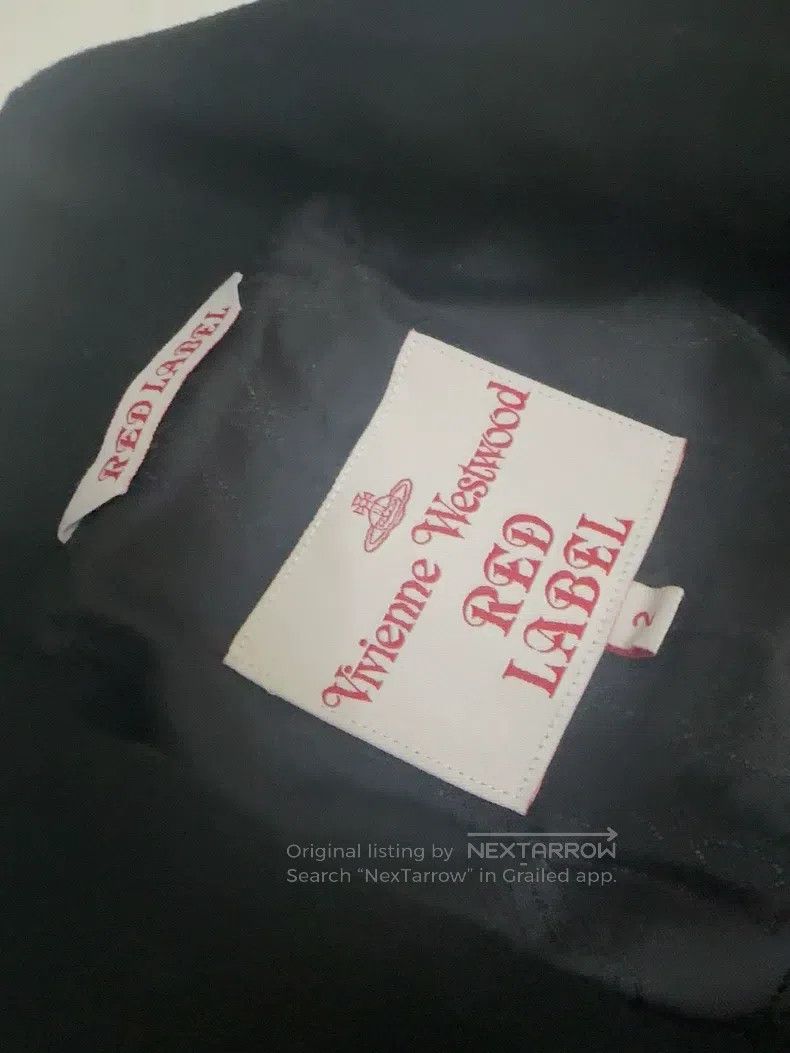 RED LABEL
Vivienne Westwood
RED
LABEL
2
Original listing by NEXTARROW
Search “NexTarrow” in Grailed app.